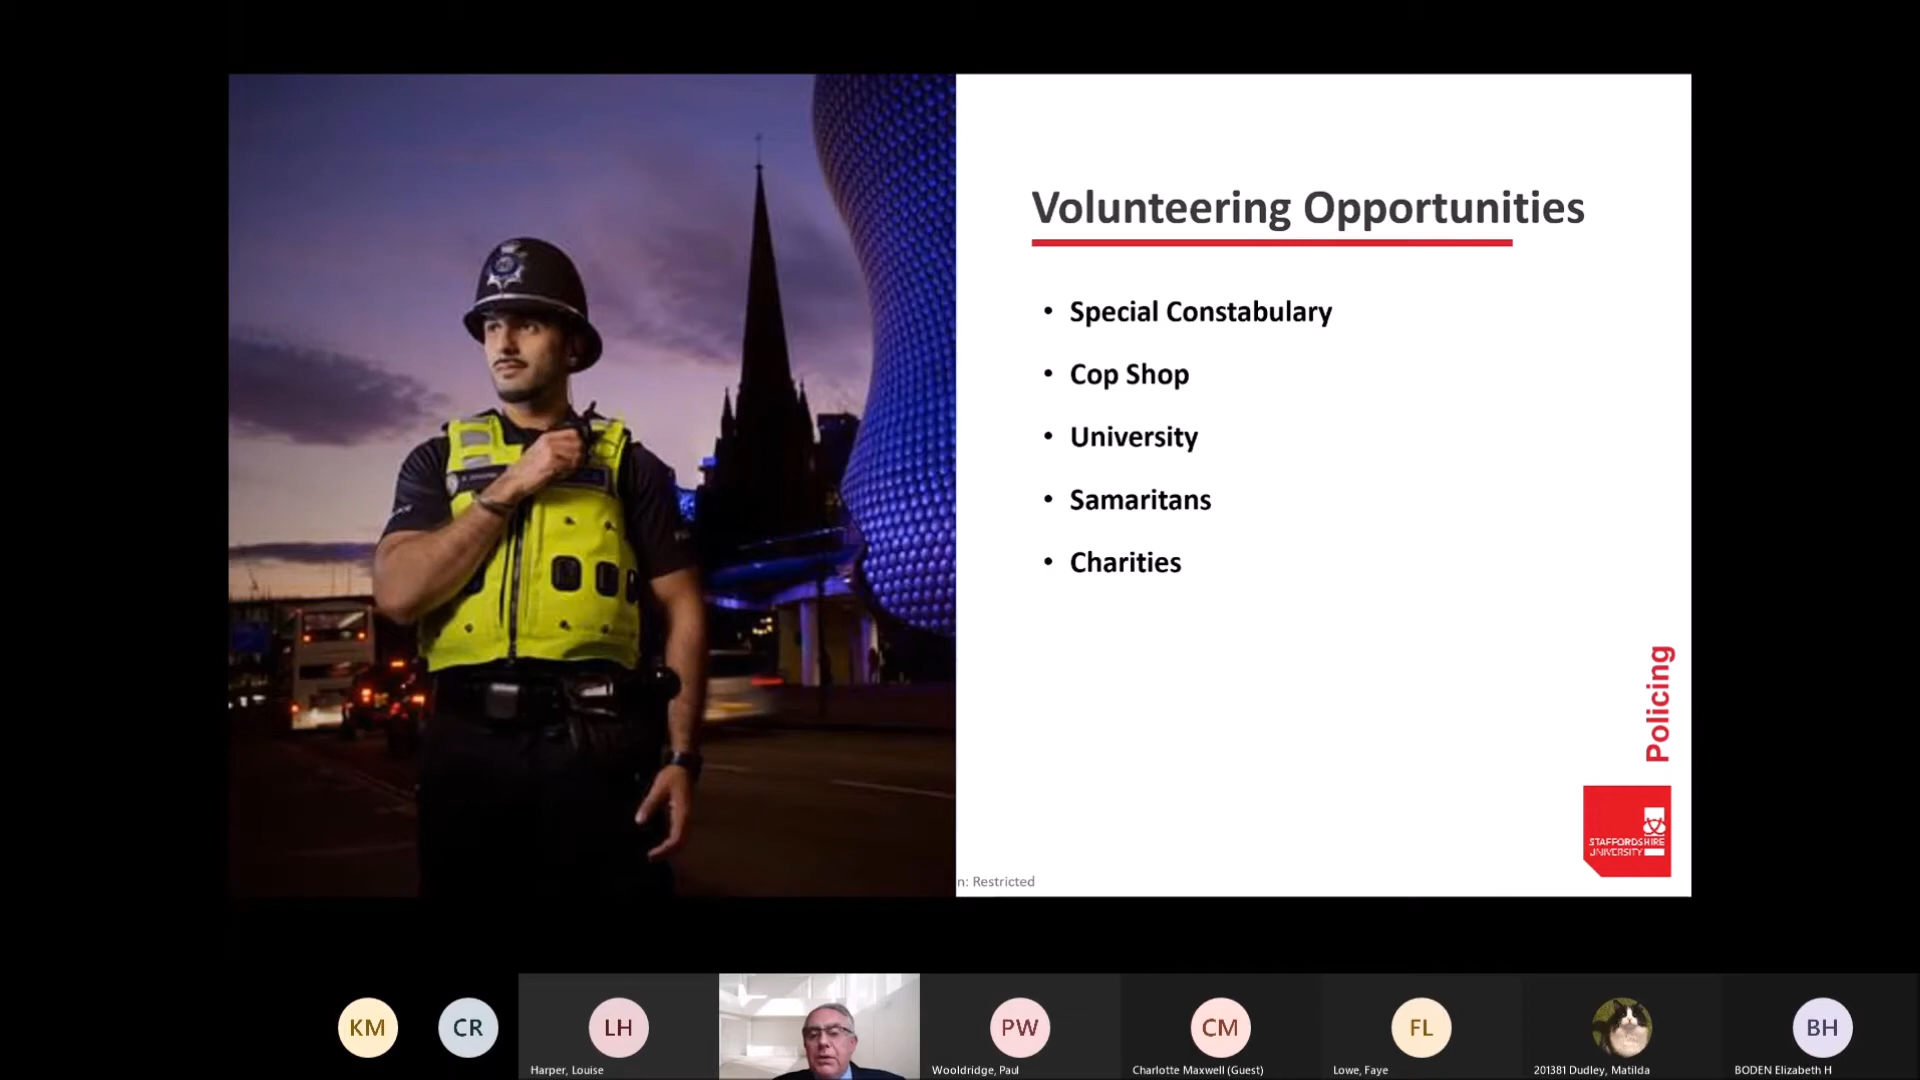 Volunteering Opportunities
• Special Constabulary
• Cop Shop
• University
• Samaritans
• Charities
Policing
STAFFORDSHIRE
UNIVERSITY
n: Restricted
KM
CR
LH
PW
CM
FL
BH
Harper, Louise
Wooldridge, Paul
Charlotte Maxwell (Guest)
Lowe, Faye
201381 Dudley, Matilda
BODEN Elizabeth H